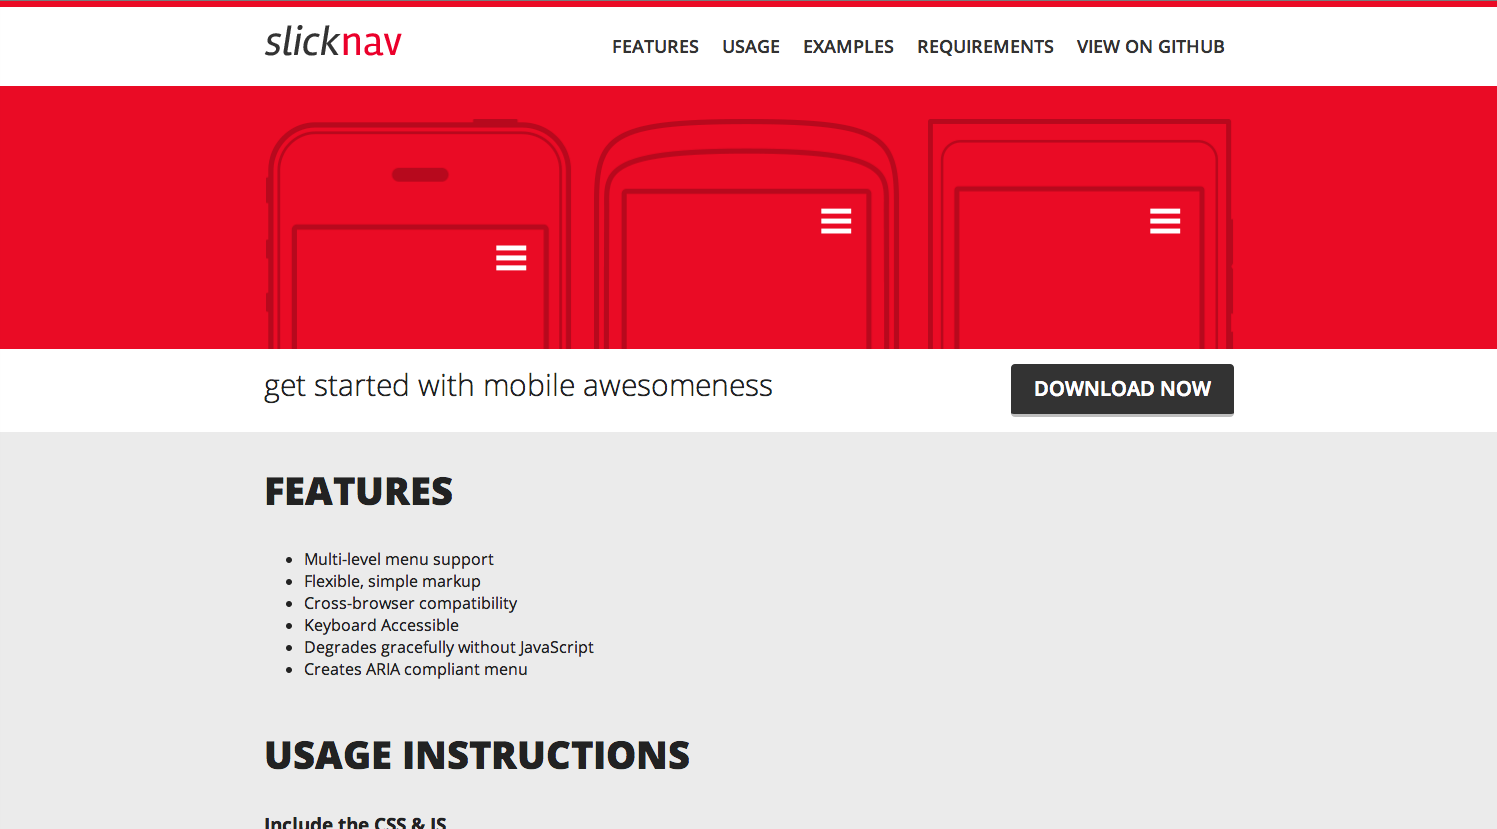 slicknav
FEATURES USAGE EXAMPLES REQUIREMENTS VIEW ON GITHUB
get started with mobile awesomeness
DOWNLOAD NOW
FEATURES
Multi-level menu support
Flexible, simple markup
Cross-browser compatibility
Keyboard Accessible
Degrades gracefully without JavaScript
Creates ARIA compliant menu
USAGE INSTRUCTIONS
Include the CSS & JS